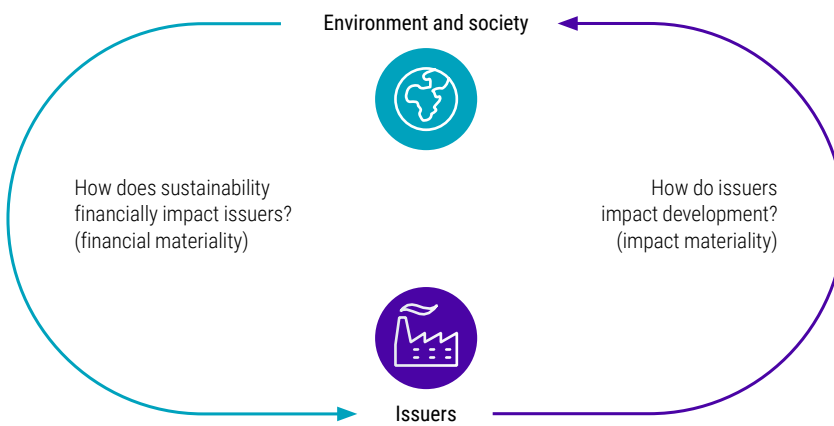 Environment and society
How does sustainability
financially impact issuers?
(financial materiality)
How do issuers
impact development?
(impact materiality)
Issuers